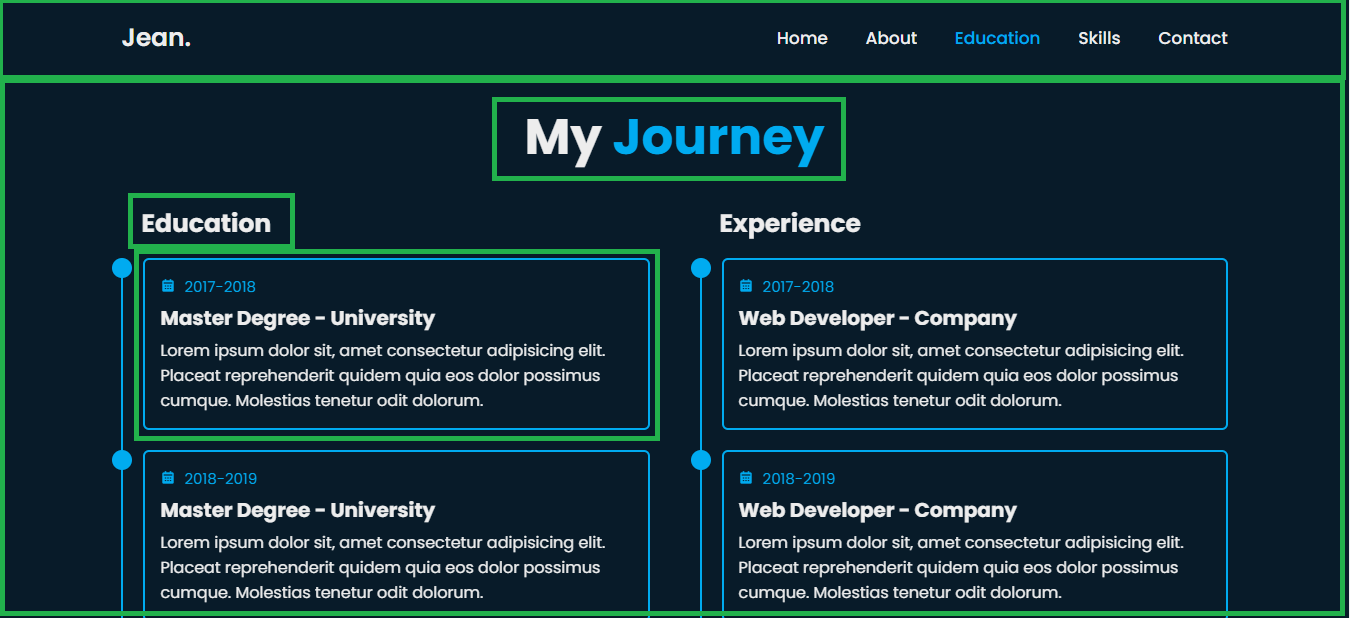 Jean.
Home About Education Skills Contact
My Journey
Education
2017-2018
Master Degree - University
Lorem ipsum dolor sit, amet consectetur adipisicing elit.
Placeat reprehenderit quidem quia eos dolor possimus
cumque. Molestias tenetur odit dolorum.
2018-2019
Master Degree - University
Lorem ipsum dolor sit, amet consectetur adipisicing elit.
Placeat reprehenderit quidem quia eos dolor possimus
cumque. Molestias tenetur odit dolorum.
Experience
2017-2018
Web Developer - Company
Lorem ipsum dolor sit, amet consectetur adipisicing elit.
Placeat reprehenderit quidem quia eos dolor possimus
cumque. Molestias tenetur odit dolorum.
2018-2019
Web Developer - Company
Lorem ipsum dolor sit, amet consectetur adipisicing elit.
Placeat reprehenderit quidem quia eos dolor possimus
cumque. Molestias tenetur odit dolorum.